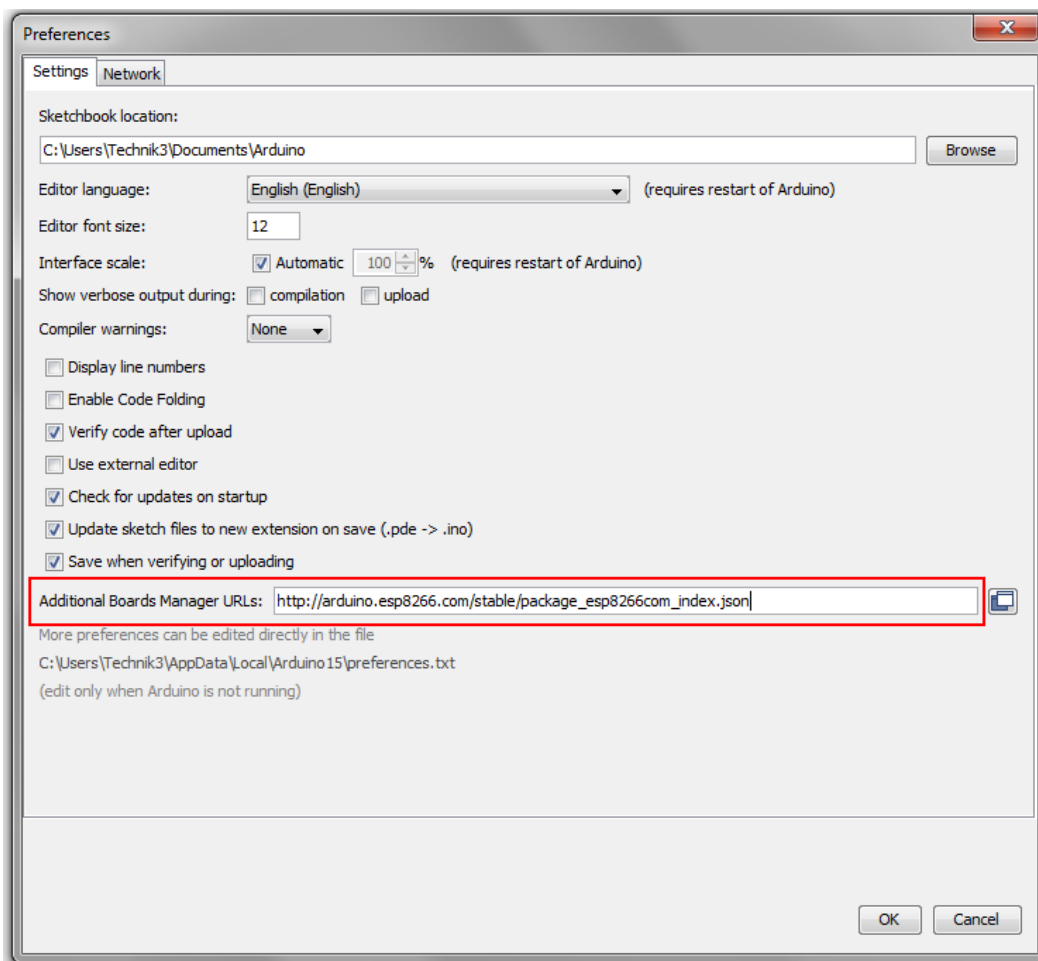 Preferences
Settings Network
Sketchbook location:
C:\Users\Technik3\Documents\Arduino Browse
Editor language: English (English) (requires restart of Arduino)
Editor font size: 12
Interface scale: Automatic 100 % (requires restart of Arduino)
Show verbose output during: compilation upload
Compiler warnings: None
Display line numbers
Enable Code Folding
Verify code after upload
Use external editor
Check for updates on startup
Update sketch files to new extension on save (.pde -> .ino)
Save when verifying or uploading
Additional Boards Manager URLs: http://arduino.esp8266.com/stable/package_esp8266com_index.json
More preferences can be edited directly in the file
C:\Users\Technik3\AppData\Local\Arduino15\preferences.txt
(edit only when Arduino is not running)
OK Cancel